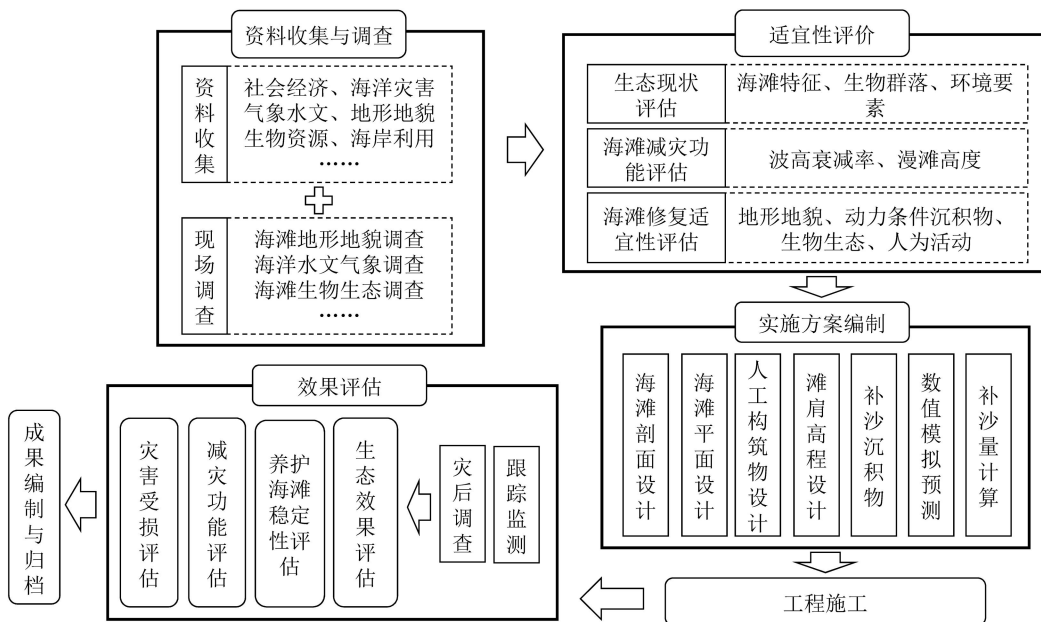 资料收集与调查
资料收集
社会经济、海洋灾害
气象水文、地形地貌
生物资源、海岸利用
……
现场调查
海滩地形地貌调查
海洋水文气象调查
海滩生物生态调查
……
适宜性评价
生态现状
评估
海滩特征、生物群落、环境要
素
海滩减灾功
能评估
波高衰减率、漫滩高度
海滩修复适
宜性评估
地形地貌、动力条件沉积物、
生物生态、人为活动
实施方案编制
海滩剖面设计
海滩平面设计
人工构筑物设计
滩肩高程设计
补沙沉积物
数值模拟预测
补沙量计算
工程施工
效果评估
跟踪监测
灾后调查
生态效果评估
养护
海滩
稳定
性评
估
减灾功能评估
灾害受损评估
成果编制与归档